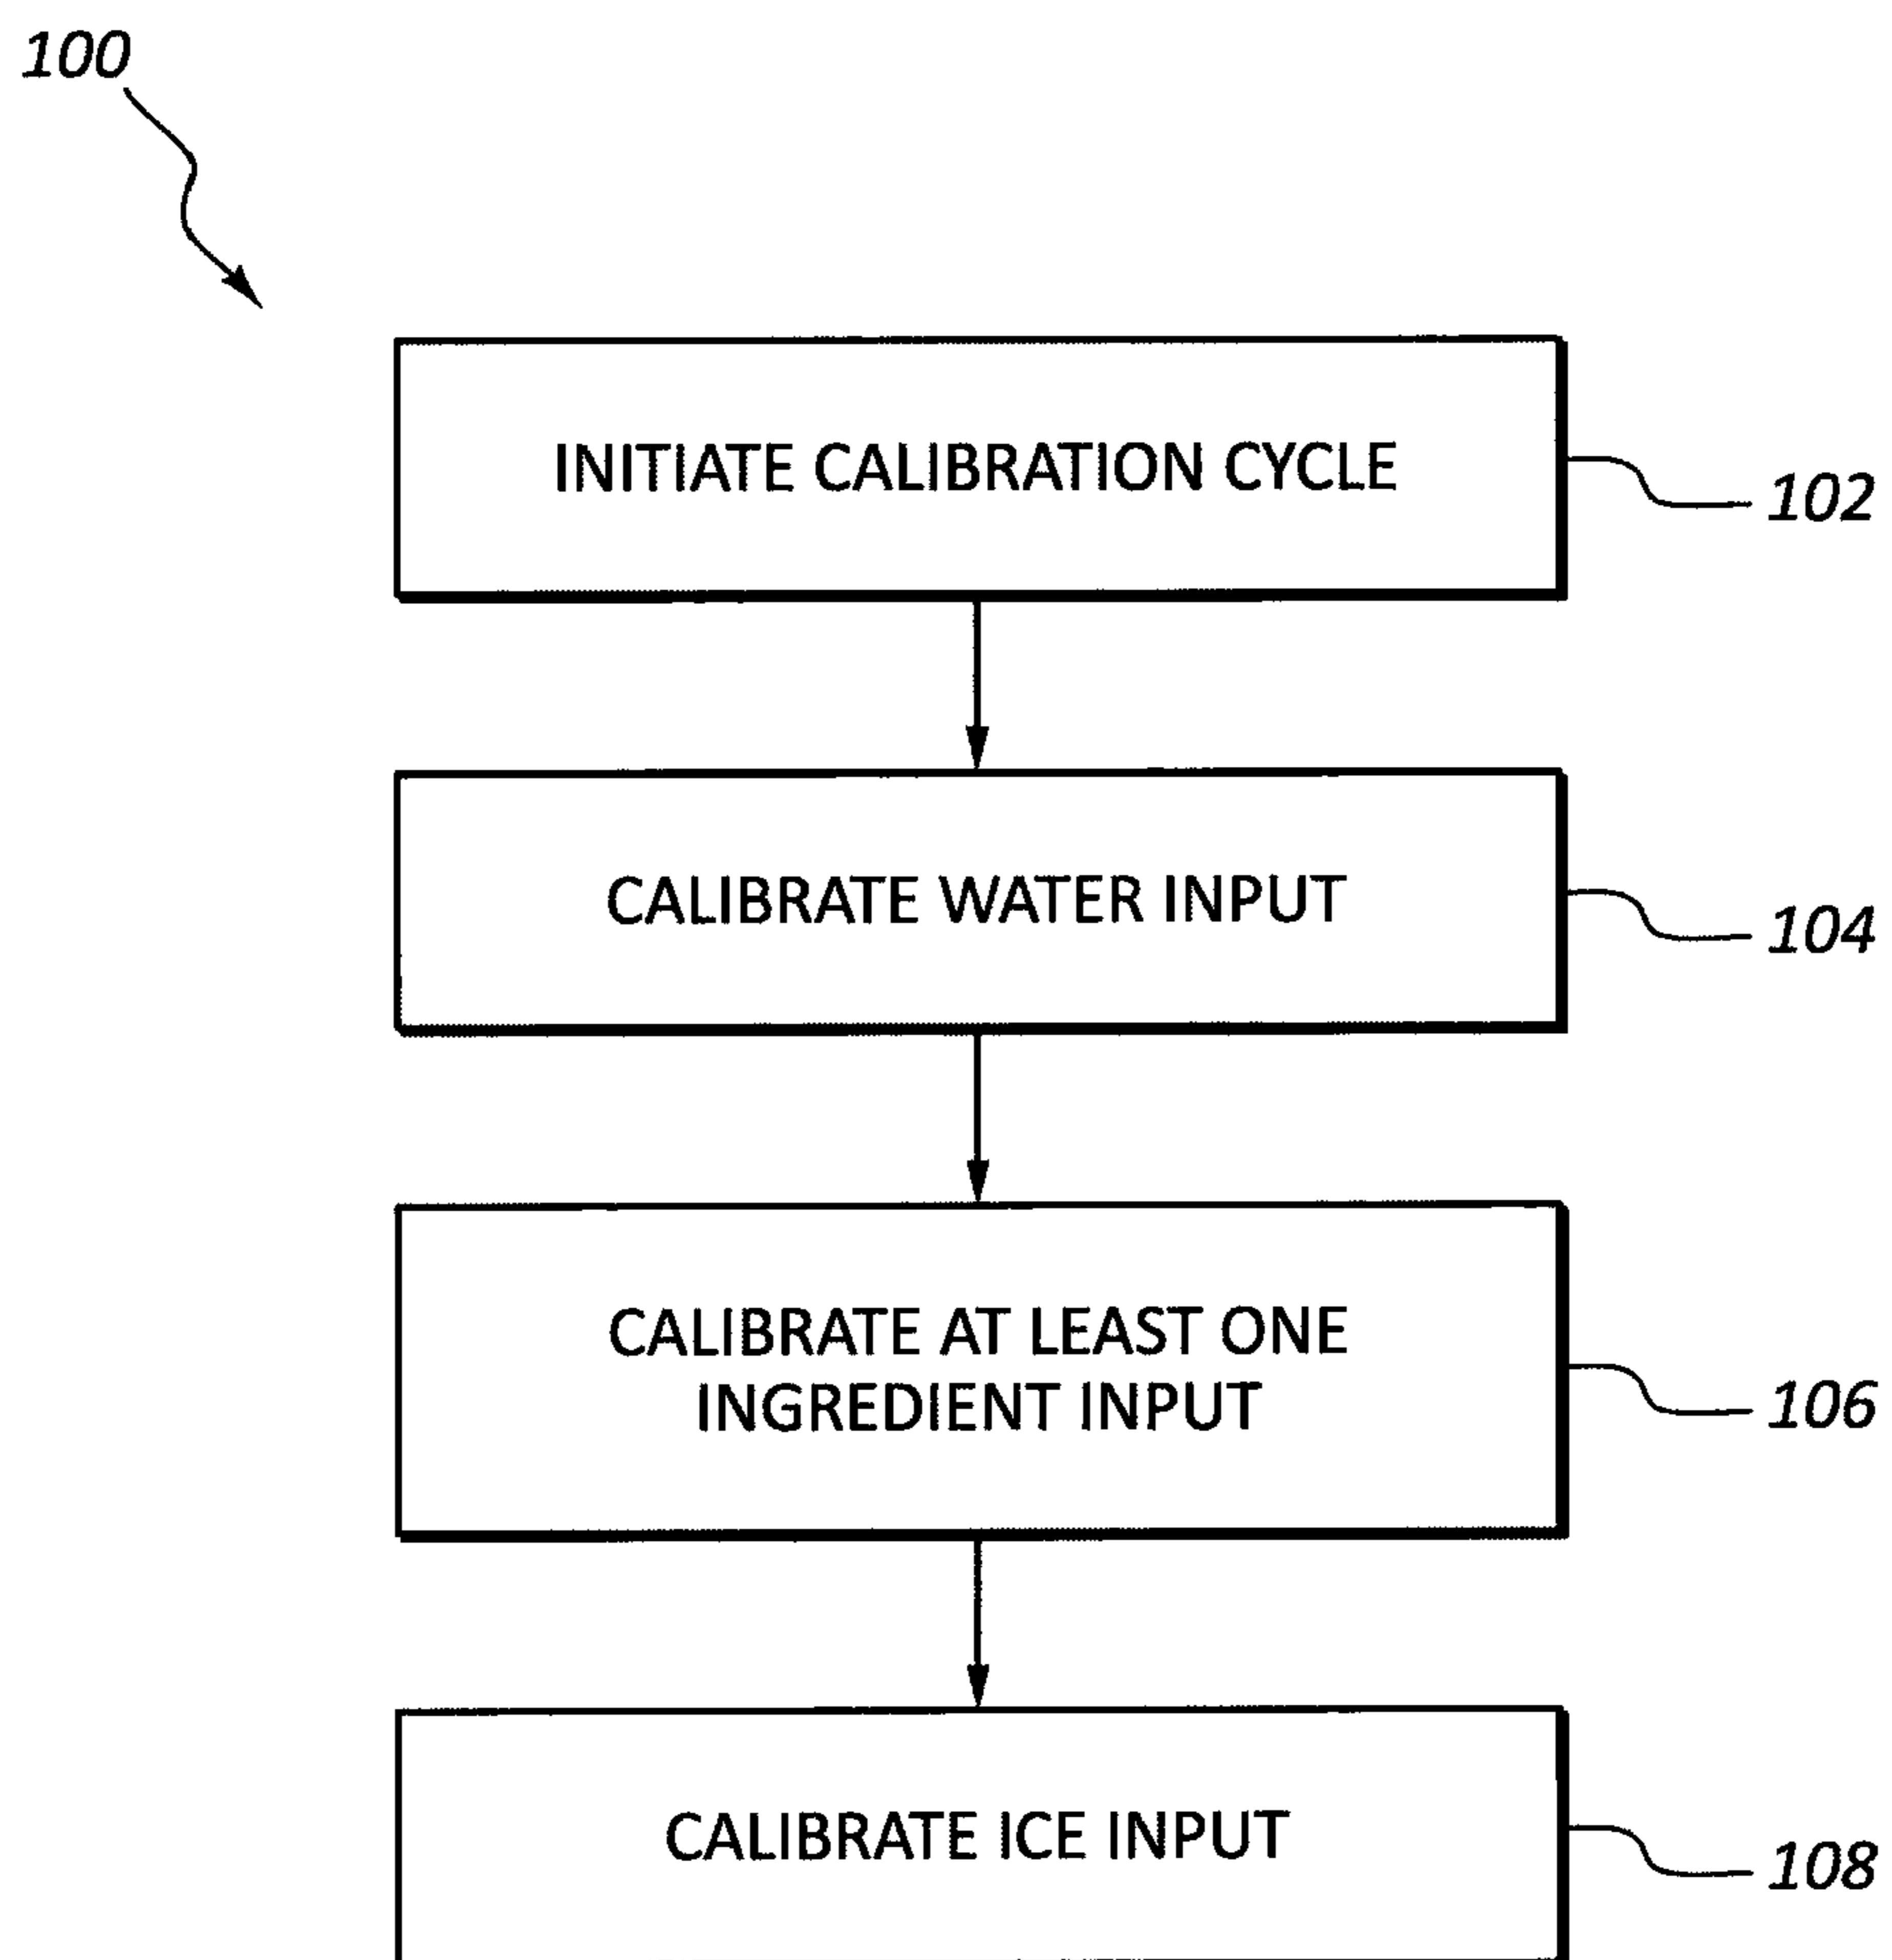 100
INITIATE CALIBRATION CYCLE
102
CALIBRATE WATER INPUT
104
CALIBRATE AT LEAST ONE
INGREDIENT INPUT
106
CALIBRATE ICE INPUT
108